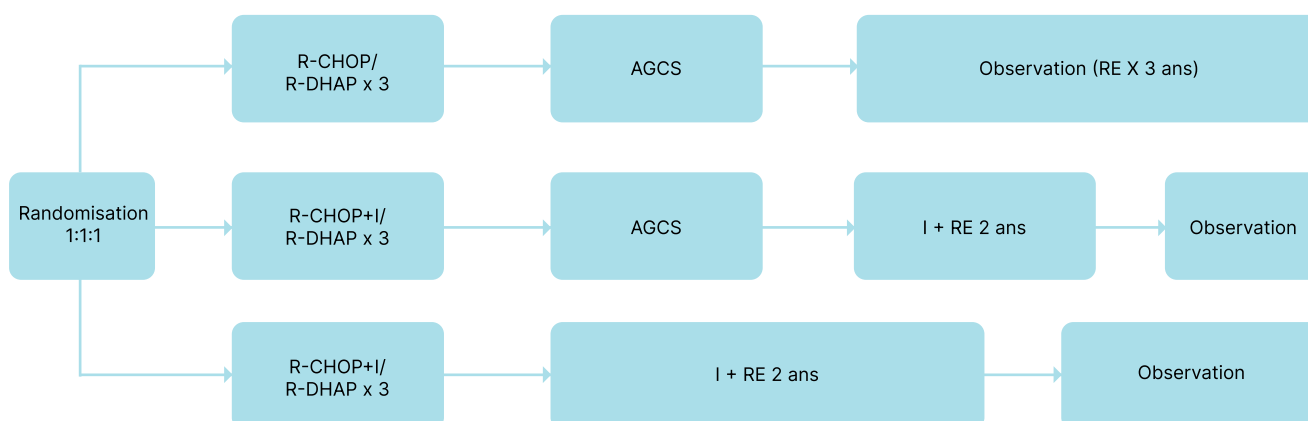 R-CHOP/
R-DHAP x 3
AGCS
Observation (RE X 3 ans)
Randomisation
1:1:1
R-CHOP+I/
R-DHAP x 3
AGCS
I + RE 2 ans
Observation
R-CHOP+I/
R-DHAP x 3
I + RE 2 ans
Observation